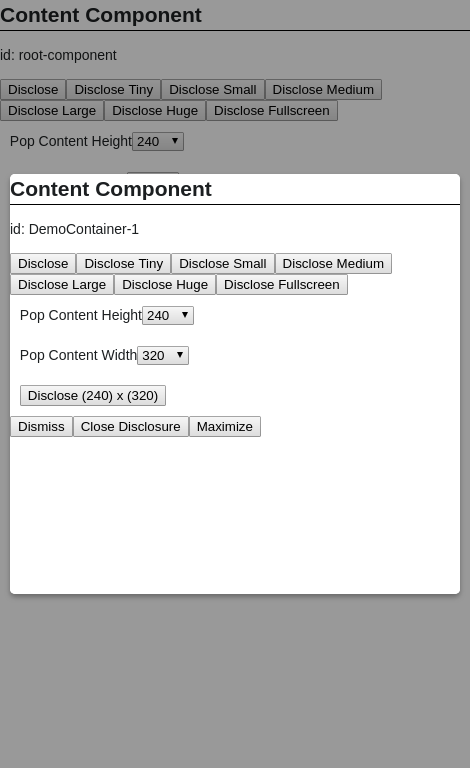 Content Component
id: root-component
Disclose Disclose Tiny Disclose Small Disclose Medium
Disclose Large Disclose Huge Disclose Fullscreen
Pop Content Height 240
Content Component
id: DemoContainer-1
Disclose Disclose Tiny Disclose Small Disclose Medium
Disclose Large Disclose Huge Disclose Fullscreen
Pop Content Height 240
Pop Content Width 320
Disclose (240) x (320)
Dismiss Close Disclosure Maximize